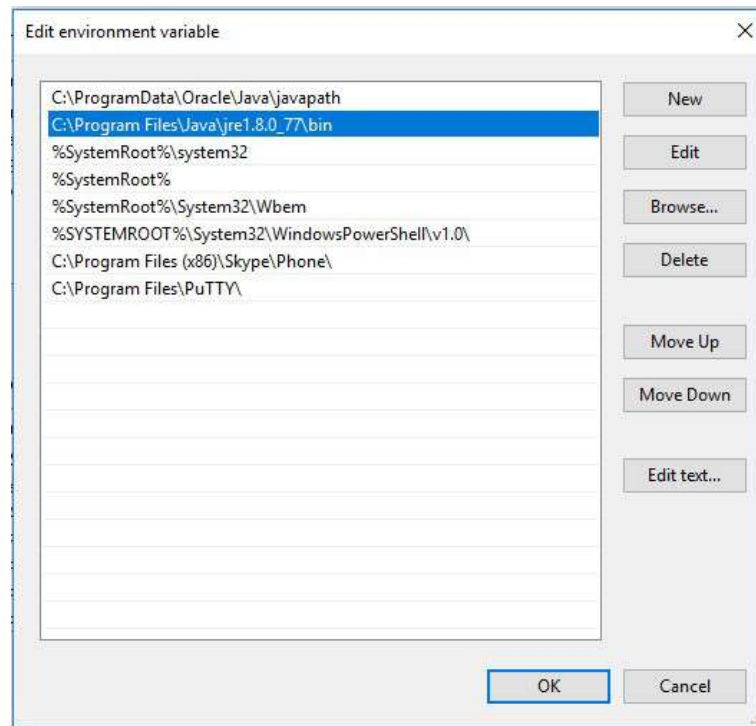 Edit environment variable
C:\ProgramData\Oracle\Java\javapath
C:\Program Files\Java\jre1.8.0_77\bin
%SystemRoot%\system32
%SystemRoot%
%SystemRoot%\System32\Wbem
%SYSTEMROOT%\System32\WindowsPowerShell\v1.0\
C:\Program Files (x86)\Skype\Phone\
C:\Program Files\PuTTY\
New
Edit
Browse...
Delete
Move Up
Move Down
Edit text...
OK
Cancel